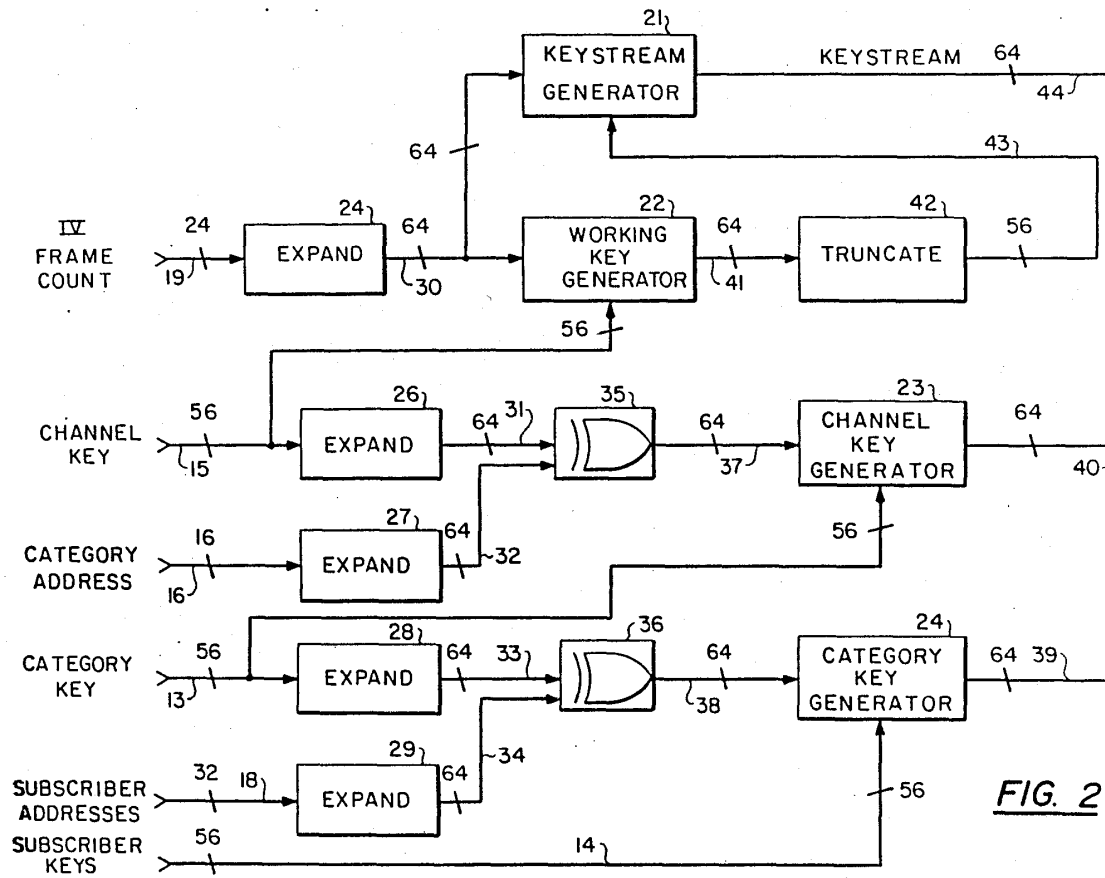 21
KEYSTREAM
GENERATOR
KEYSTREAM
64
44
64
43
IV
FRAME
COUNT
24
19
24
EXPAND
64
30
22
WORKING
KEY
GENERATOR
64
41
42
TRUNCATE
56
56
CHANNEL
KEY
56
15
26
EXPAND
64
31
35
64
37
23
CHANNEL
KEY
GENERATOR
64
40
CATEGORY
ADDRESS
16
16
27
EXPAND
64
32
56
CATEGORY
KEY
56
13
28
EXPAND
64
33
36
64
38
24
CATEGORY
KEY
GENERATOR
64
39
SUBSCRIBER
ADDRESSES
32
18
29
EXPAND
64
34
56
FIG. 2
SUBSCRIBER
KEYS
56
14